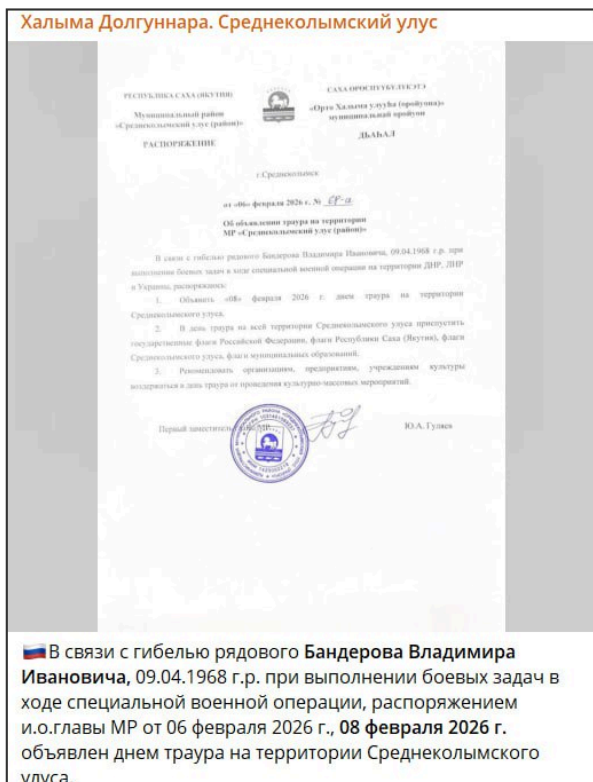 Халыма Долгуннара. Среднеколымский улус
РЕСПУБЛИКА САХА (ЯКУТИЯ)
Муниципальный район
«Среднеколымский улус (район)»
РАСПОРЯЖЕНИЕ
САХА ӨРӨСПҮҮБҮЛҮКЭТЭ
«Орто Халыма улууһа (оройуона)»
муниципальнай оройуон
ДЬАҺАЛ
г.Среднеколымск
от «06» февраля 2026 г. №
Об объявлении траура на территории
МР «Среднеколымский улус (район)»
В связи с гибелью рядового Бандерова Владимира Ивановича, 09.04.1968 г.р. при
выполнении боевых задач в ходе специальной военной операции на территории ДНР, ЛНР
и Украины, распоряжаюсь:
1. Объявить «08» февраля 2026 г. днем траура на территории
Среднеколымского улуса.
2. В день траура на всей территории Среднеколымского улуса приспустить
государственные флаги Российской Федерации, флаги Республики Саха (Якутия), флаги
Среднеколымского улуса, флаги муниципальных образований.
3. Рекомендовать организациям, предприятиям, учреждениям культуры
воздержаться в день траура от проведения культурно-массовых мероприятий.
Первый заместитель МР Ю.А. Гуляев
В связи с гибелью рядового Бандерова Владимира
Ивановича, 09.04.1968 г.р. при выполнении боевых задач в
ходе специальной военной операции, распоряжением
и.о.главы МР от 06 февраля 2026 г., 08 февраля 2026 г.
объявлен днем траура на территории Среднеколымского
улуса.